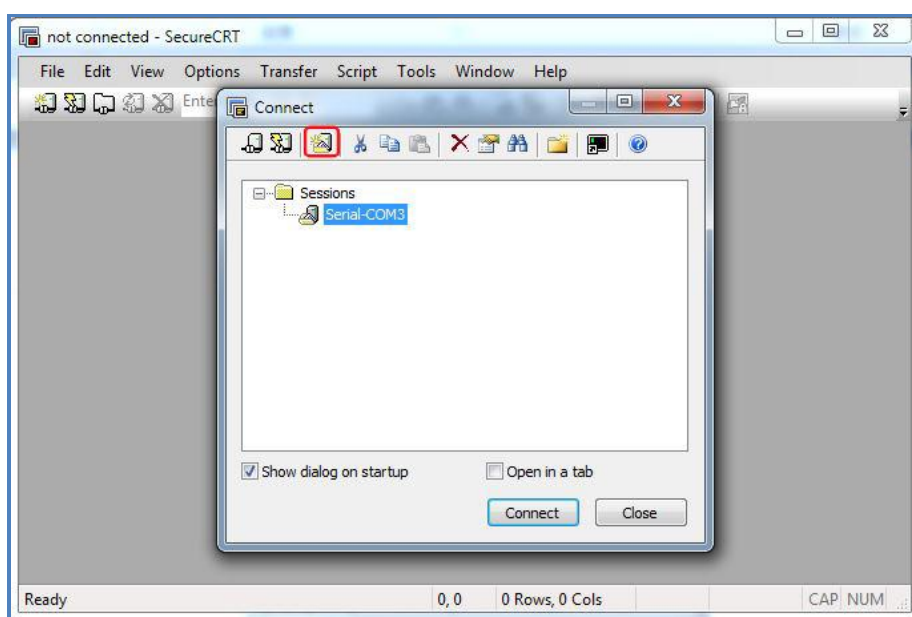 not connected - SecureCRT
File Edit View Options Transfer Script Tools Window Help
Enter
Connect
Sessions
Serial-COM3
Show dialog on startup
Open in a tab
Connect
Close
Ready
0, 0
0 Rows, 0 Cols
CAP NUM